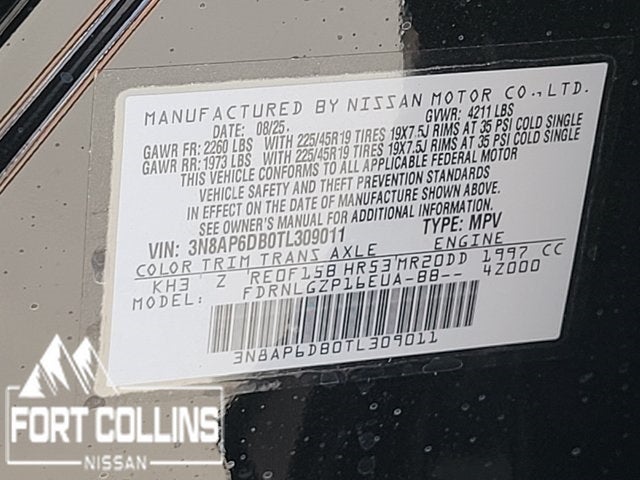 MANUFACTURED BY NISSAN MOTOR CO., LTD.
DATE: 08/25. GVWR: 4211 LBS
GAWR FR: 2260 LBS WITH 225/45R19 TIRES 19X7.5J RIMS AT 35 PSI COLD SINGLE
GAWR RR: 1973 LBS WITH 225/45R19 TIRES 19X7.5J RIMS AT 35 PSI COLD SINGLE
THIS VEHICLE CONFORMS TO ALL APPLICABLE FEDERAL MOTOR
VEHICLE SAFETY AND THEFT PREVENTION STANDARDS
IN EFFECT ON THE DATE OF MANUFACTURE SHOWN ABOVE.
SEE OWNER'S MANUAL FOR ADDITIONAL INFORMATION.
VIN: 3N8AP6DB0TL309011 TYPE: MPV
COLOR TRIM TRANS AXLE ENGINE
KH3 Z RE0F15B HR53 MR20DD 1997 CC
MODEL: FDRNLGZP16EUA-BB-- 4Z000
3N8AP6DB0TL309011
FORT COLLINS
NISSAN